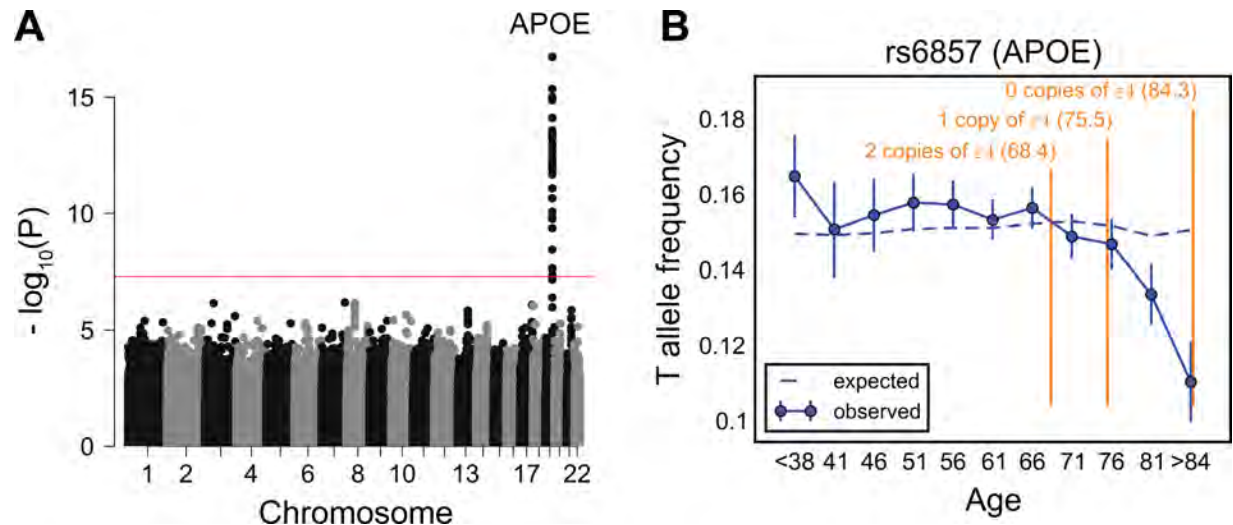 A
APOE
15
10
5
0
- log10(P)
1 2 4 6 8 10 13 17 22
Chromosome
B
rs6857 (APOE)
0 copies of ε4 (84.3)
1 copy of ε4 (75.5)
2 copies of ε4 (68.4)
0.18
0.16
0.14
0.12
0.1
T allele frequency
expected
observed
<38 41 46 51 56 61 66 71 76 81 >84
Age